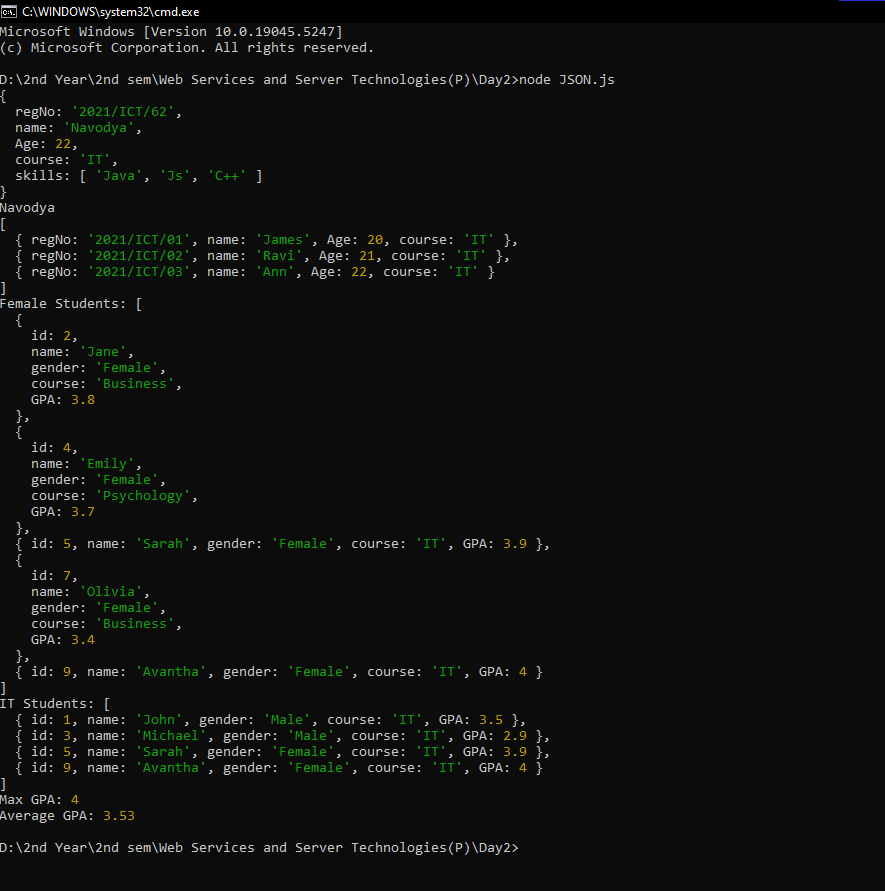 C:\WINDOWS\system32\cmd.exe
Microsoft Windows [Version 10.0.19045.5247]
(c) Microsoft Corporation. All rights reserved.

D:\2nd Year\2nd sem\Web Services and Server Technologies(P)\Day2>node JSON.js
{
  regNo: '2021/ICT/62',
  name: 'Navodya',
  Age: 22,
  course: 'IT',
  skills: [ 'Java', 'Js', 'C++' ]
}
Navodya
[
  { regNo: '2021/ICT/01', name: 'James', Age: 20, course: 'IT' },
  { regNo: '2021/ICT/02', name: 'Ravi', Age: 21, course: 'IT' },
  { regNo: '2021/ICT/03', name: 'Ann', Age: 22, course: 'IT' }
]
Female Students: [
  {
    id: 2,
    name: 'Jane',
    gender: 'Female',
    course: 'Business',
    GPA: 3.8
  },
  {
    id: 4,
    name: 'Emily',
    gender: 'Female',
    course: 'Psychology',
    GPA: 3.7
  },
  { id: 5, name: 'Sarah', gender: 'Female', course: 'IT', GPA: 3.9 },
  {
    id: 7,
    name: 'Olivia',
    gender: 'Female',
    course: 'Business',
    GPA: 3.4
  },
  { id: 9, name: 'Avantha', gender: 'Female', course: 'IT', GPA: 4 }
]
IT Students: [
  { id: 1, name: 'John', gender: 'Male', course: 'IT', GPA: 3.5 },
  { id: 3, name: 'Michael', gender: 'Male', course: 'IT', GPA: 2.9 },
  { id: 5, name: 'Sarah', gender: 'Female', course: 'IT', GPA: 3.9 },
  { id: 9, name: 'Avantha', gender: 'Female', course: 'IT', GPA: 4 }
]
Max GPA: 4
Average GPA: 3.53

D:\2nd Year\2nd sem\Web Services and Server Technologies(P)\Day2>